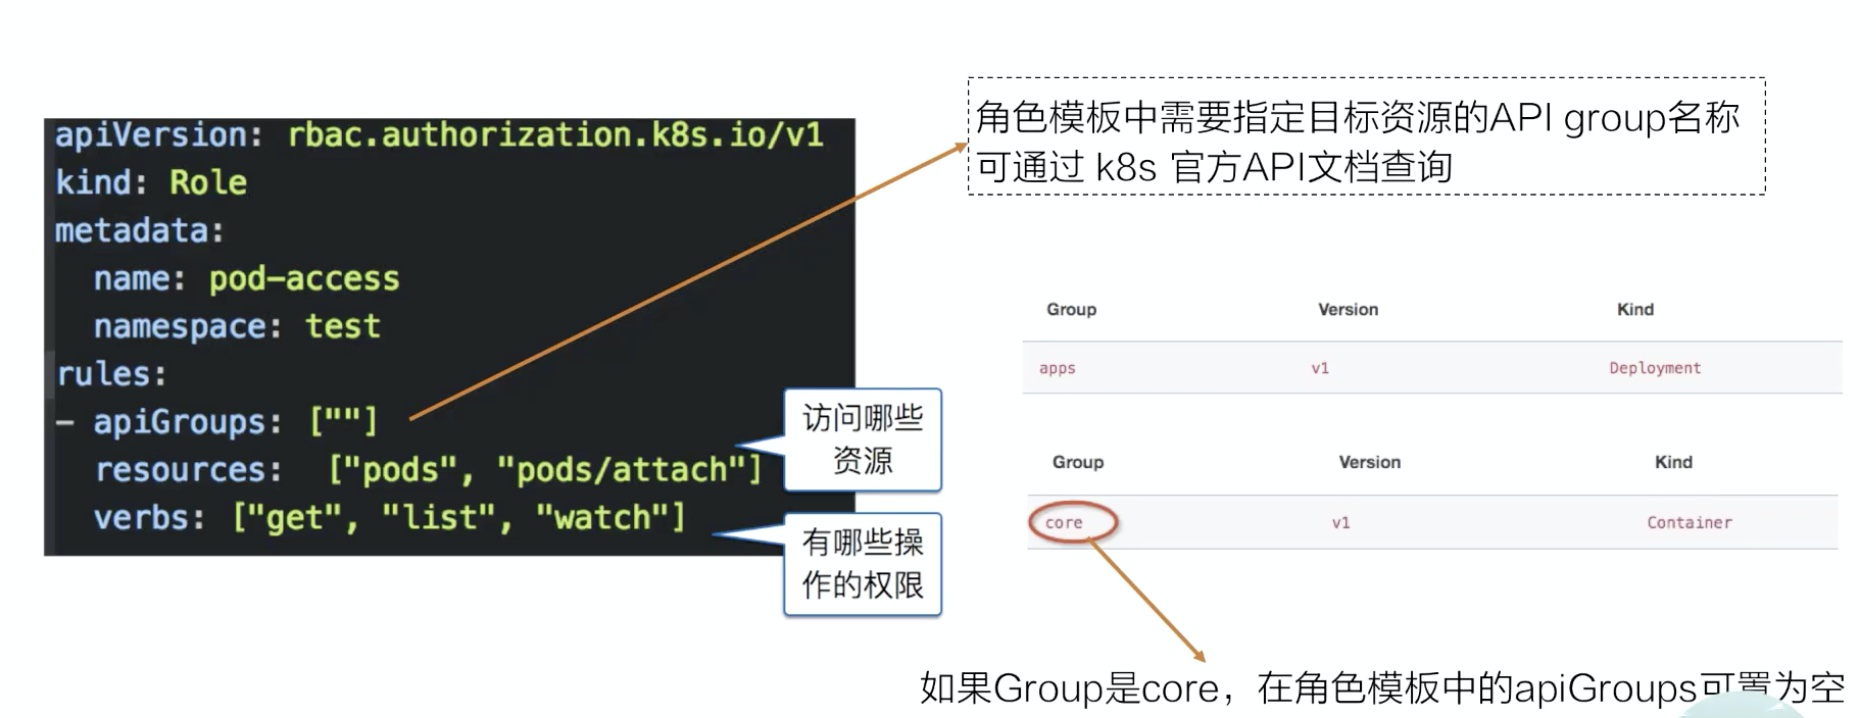 apiVersion: rbac.authorization.k8s.io/v1
kind: Role
metadata:
  name: pod-access
  namespace: test
rules:
- apiGroups: [""]
  resources:  ["pods", "pods/attach"]
  verbs: ["get", "list", "watch"]
访问哪些
资源
有哪些操
作的权限
角色模板中需要指定目标资源的API group名称
可通过 k8s 官方API文档查询
Group Version Kind
apps v1 Deployment
Group Version Kind
core v1 Container
如果Group是core，在角色模板中的apiGroups可置为空